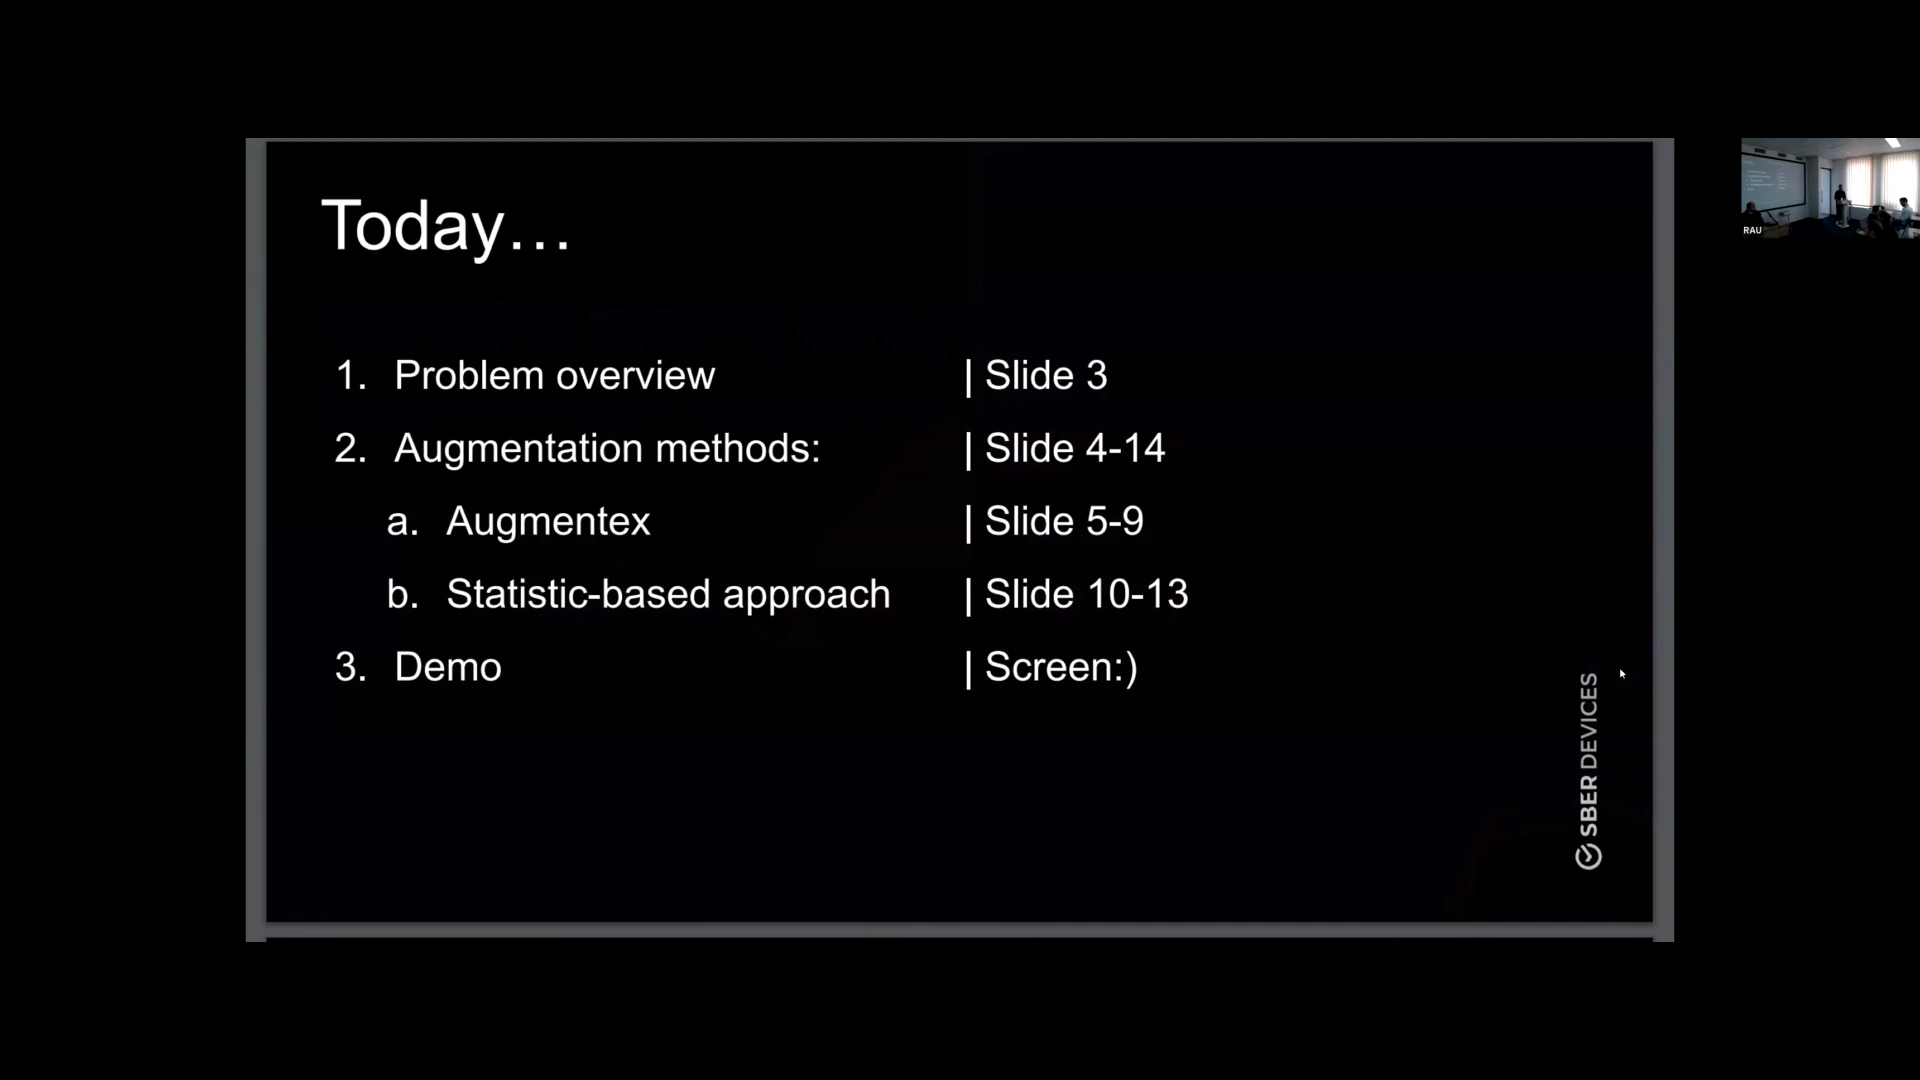 Today…
1. Problem overview | Slide 3
2. Augmentation methods: | Slide 4-14
a. Augmentex | Slide 5-9
b. Statistic-based approach | Slide 10-13
3. Demo | Screen:)
SBER DEVICES
RAU